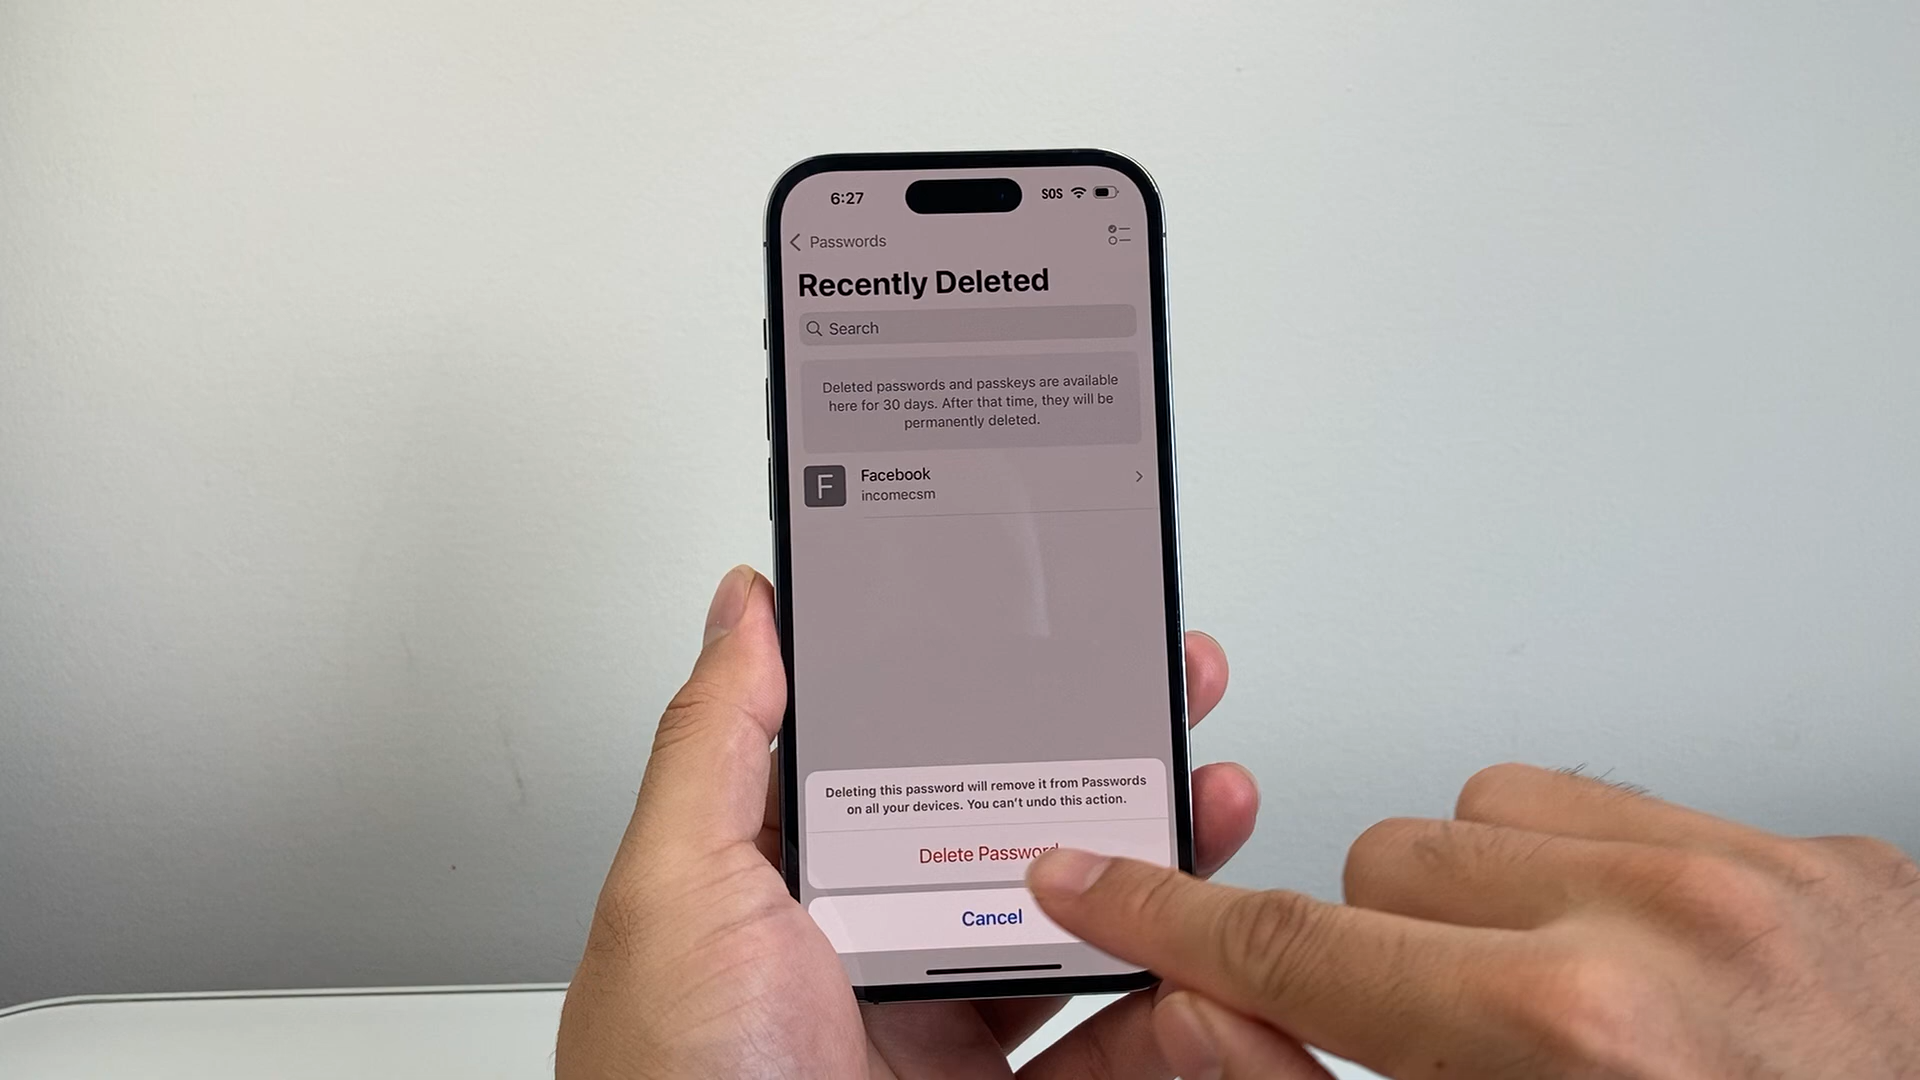 6:27 SOS
Passwords
Recently Deleted
Search
Deleted passwords and passkeys are available
here for 30 days. After that time, they will be
permanently deleted.
F
Facebook
incomecsm
Deleting this password will remove it from Passwords
on all your devices. You can't undo this action.
Delete Password
Cancel